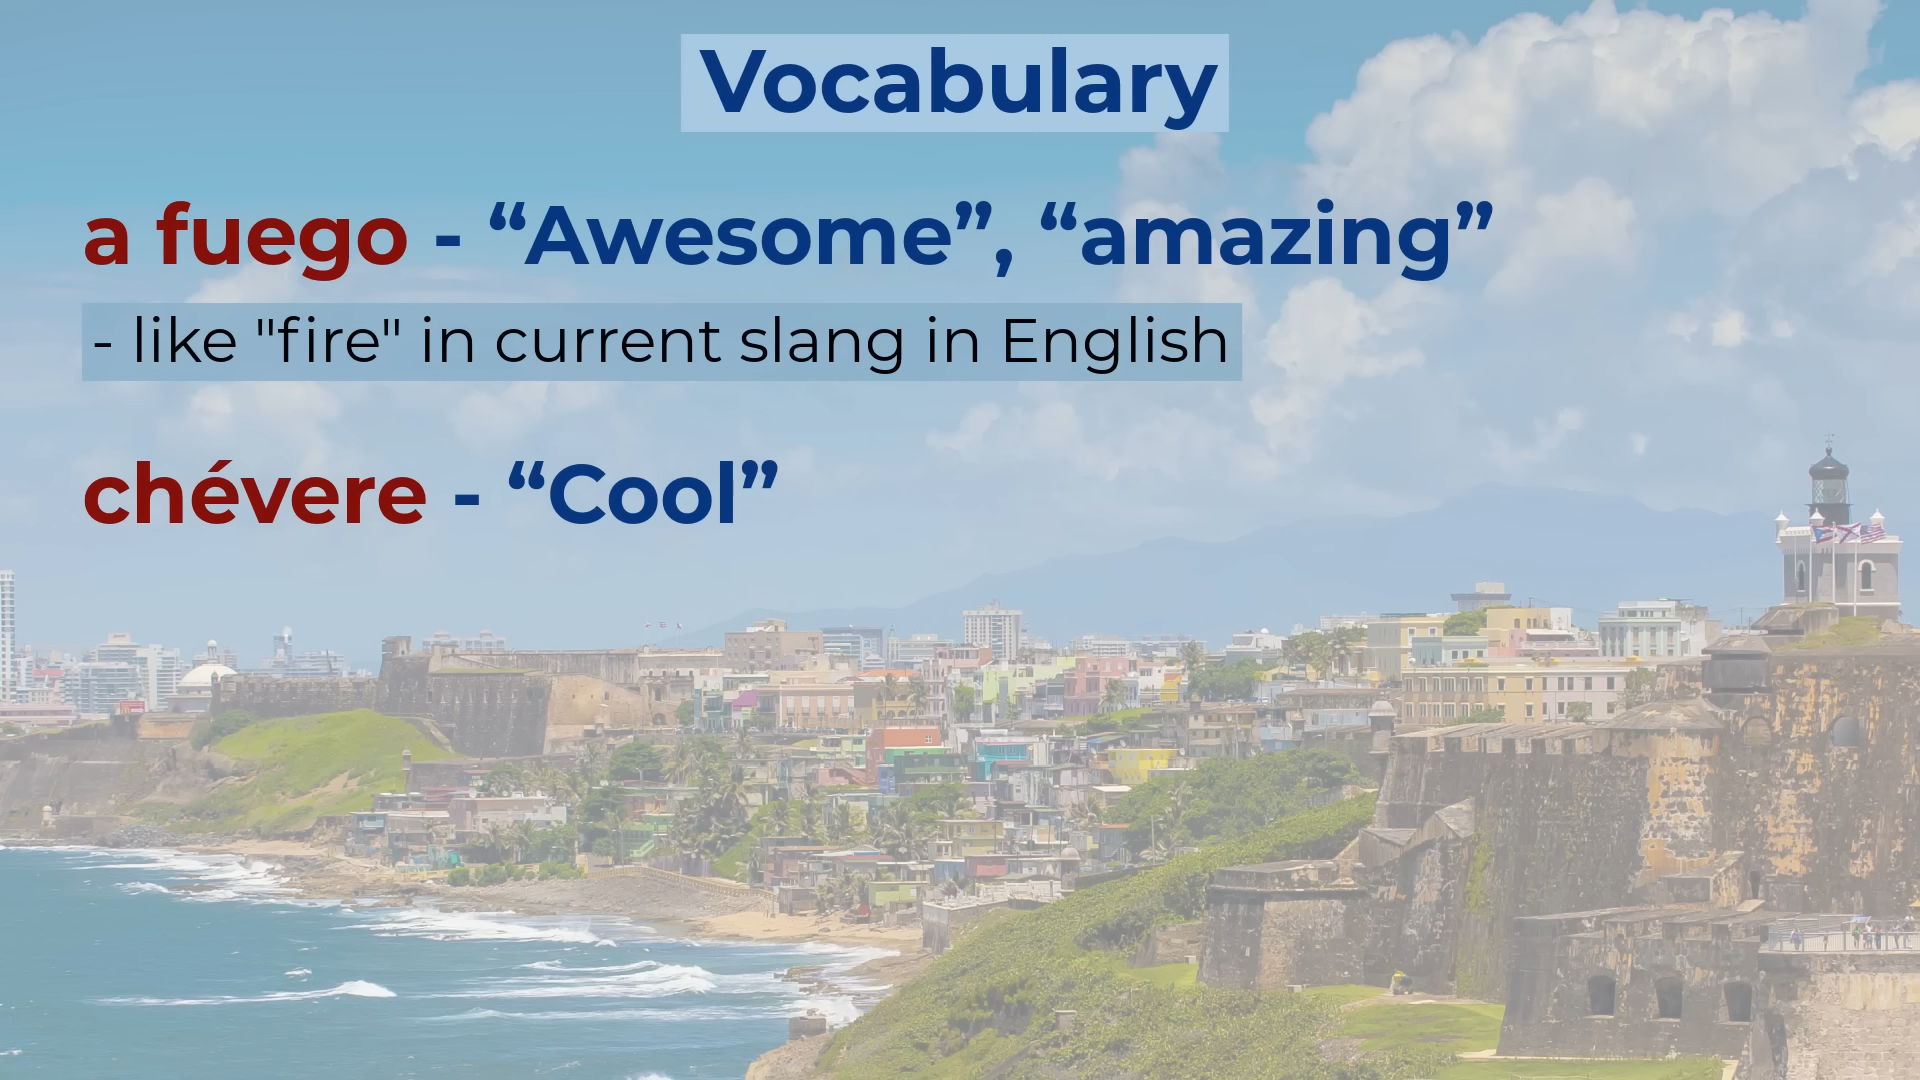 Vocabulary
a fuego - “Awesome”, “amazing”
- like "fire" in current slang in English
chévere - “Cool”